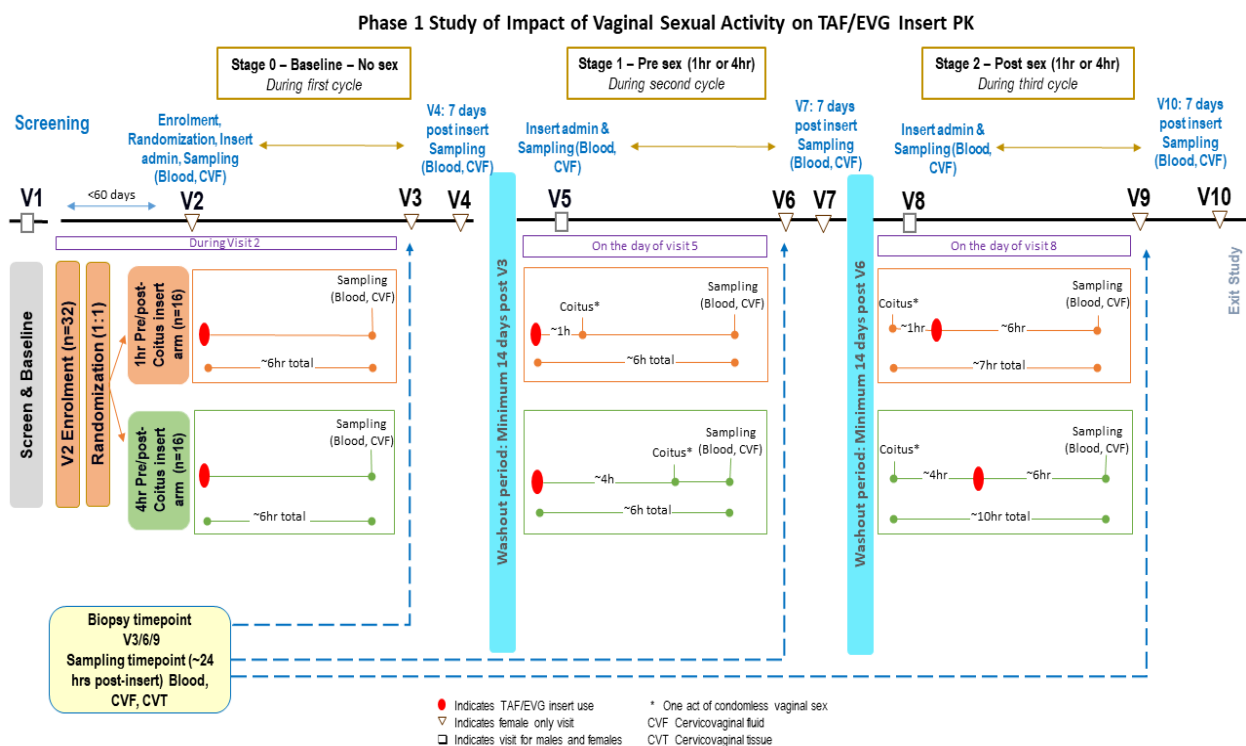 Phase 1 Study of Impact of Vaginal Sexual Activity on TAF/EVG Insert PK
Stage 0 – Baseline – No sex
During first cycle
Stage 1 – Pre sex (1hr or 4hr)
During second cycle
Stage 2 – Post sex (1hr or 4hr)
During third cycle
Screening
Enrolment,
Randomization, Insert
admin, Sampling
(Blood, CVF)
V4: 7 days
post insert
Sampling
(Blood, CVF)
Insert admin &
Sampling (Blood,
CVF)
V7: 7 days
post insert
Sampling
(Blood, CVF)
Insert admin &
Sampling (Blood,
CVF)
V10: 7 days
post insert
Sampling
(Blood, CVF)
V1
<60 days
V2
V3
V4
V5
V6
V7
V8
V9
V10
During Visit 2
On the day of visit 5
On the day of visit 8
Exit Study
Screen & Baseline
V2 Enrolment (n=32)
Randomization (1:1)
1hr Pre/post-
Coitus insert
arm (n=16)
Sampling
(Blood, CVF)
~6hr total
Washout period: Minimum 14 days post V3
Coitus*
Sampling
(Blood, CVF)
~1h
~6h total
Washout period: Minimum 14 days post V6
Coitus*
Sampling
(Blood, CVF)
~1hr
~6hr
~7hr total
4hr Pre/post-
Coitus insert
arm (n=16)
Sampling
(Blood, CVF)
~6hr total
Coitus*
Sampling
(Blood, CVF)
~4h
~6h total
Coitus*
Sampling
(Blood, CVF)
~4hr
~6hr
~10hr total
Biopsy timepoint
V3/6/9
Sampling timepoint (~24
hrs post-insert) Blood,
CVF, CVT
Indicates TAF/EVG insert use
* One act of condomless vaginal sex
Indicates female only visit
CVF Cervicovaginal fluid
Indicates visit for males and females
CVT Cervicovaginal tissue